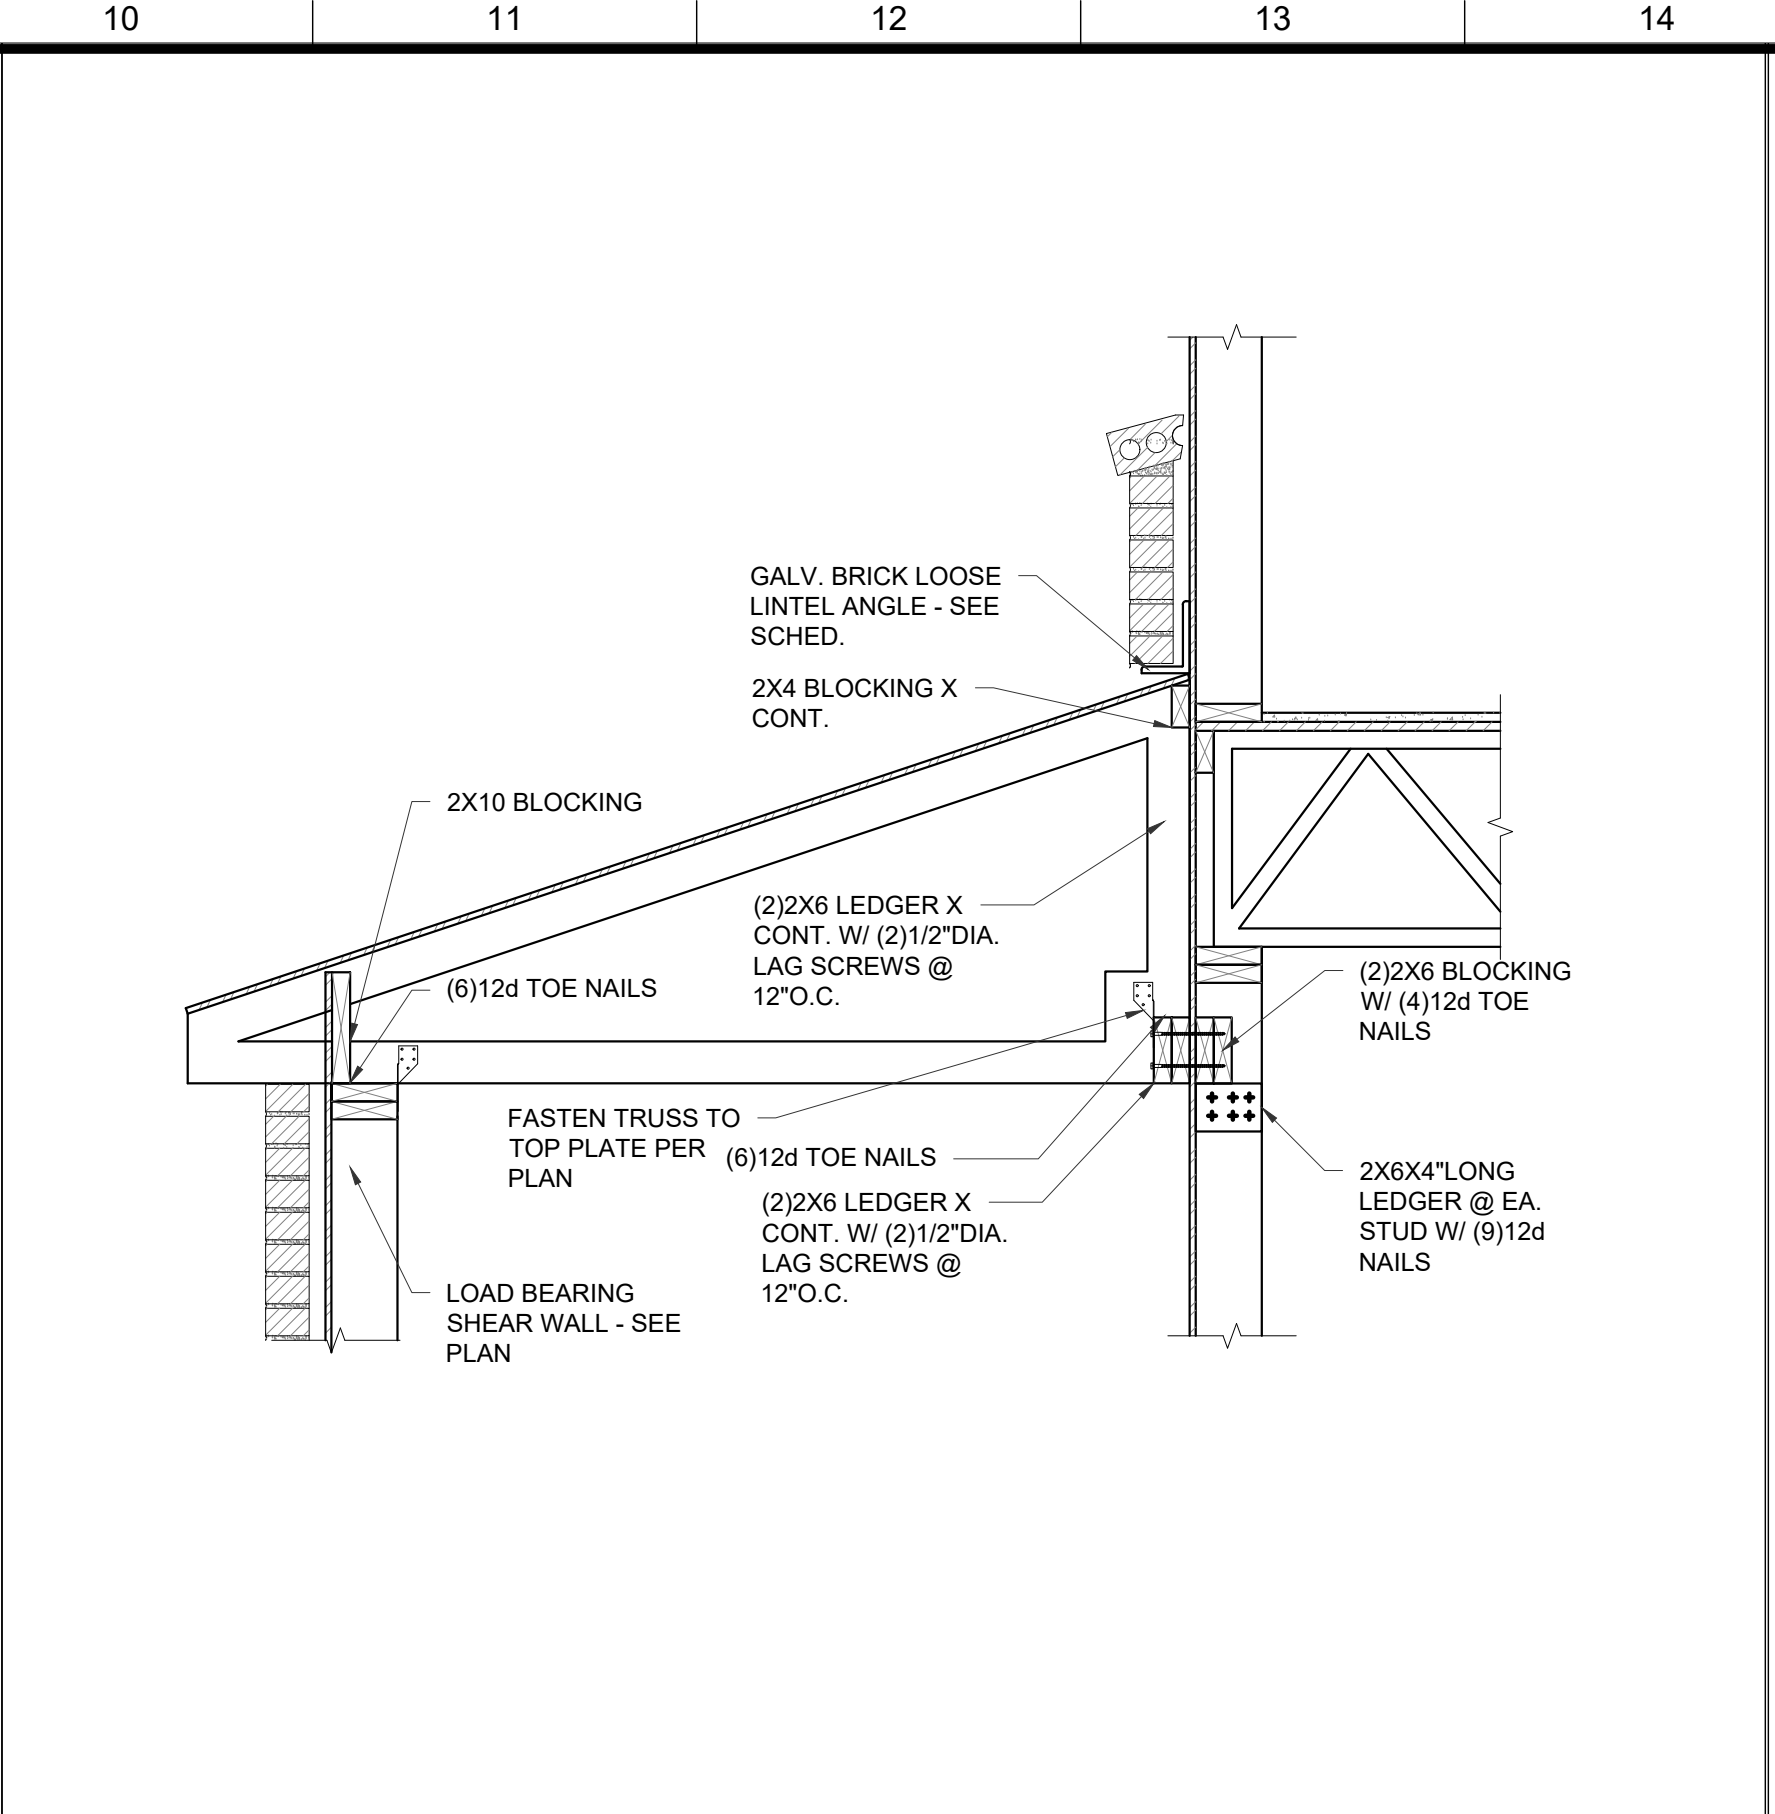 10
11
12
13
14
GALV. BRICK LOOSE
LINTEL ANGLE - SEE
SCHED.
2X4 BLOCKING X
CONT.
2X10 BLOCKING
(2)2X6 LEDGER X
CONT. W/ (2)1/2"DIA.
LAG SCREWS @
12"O.C.
(6)12d TOE NAILS
(2)2X6 BLOCKING
W/ (4)12d TOE
NAILS
FASTEN TRUSS TO
TOP PLATE PER
PLAN
(6)12d TOE NAILS
(2)2X6 LEDGER X
CONT. W/ (2)1/2"DIA.
LAG SCREWS @
12"O.C.
2X6X4"LONG
LEDGER @ EA.
STUD W/ (9)12d
NAILS
LOAD BEARING
SHEAR WALL - SEE
PLAN